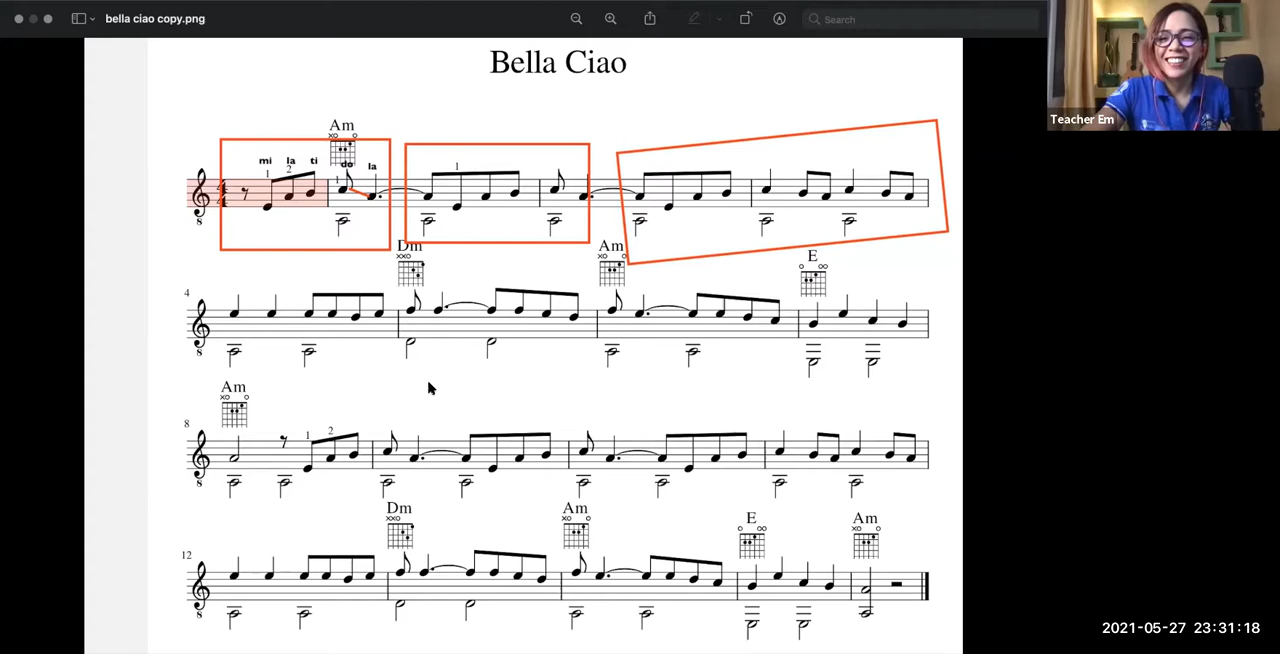 bella ciao copy.png
Search
Teacher Em
Bella Ciao
Am
mi la ti do la
1 2 1 1
Dm Am E
4
Am
8
1 2
Dm Am E Am
12
2021-05-27 23:31:18